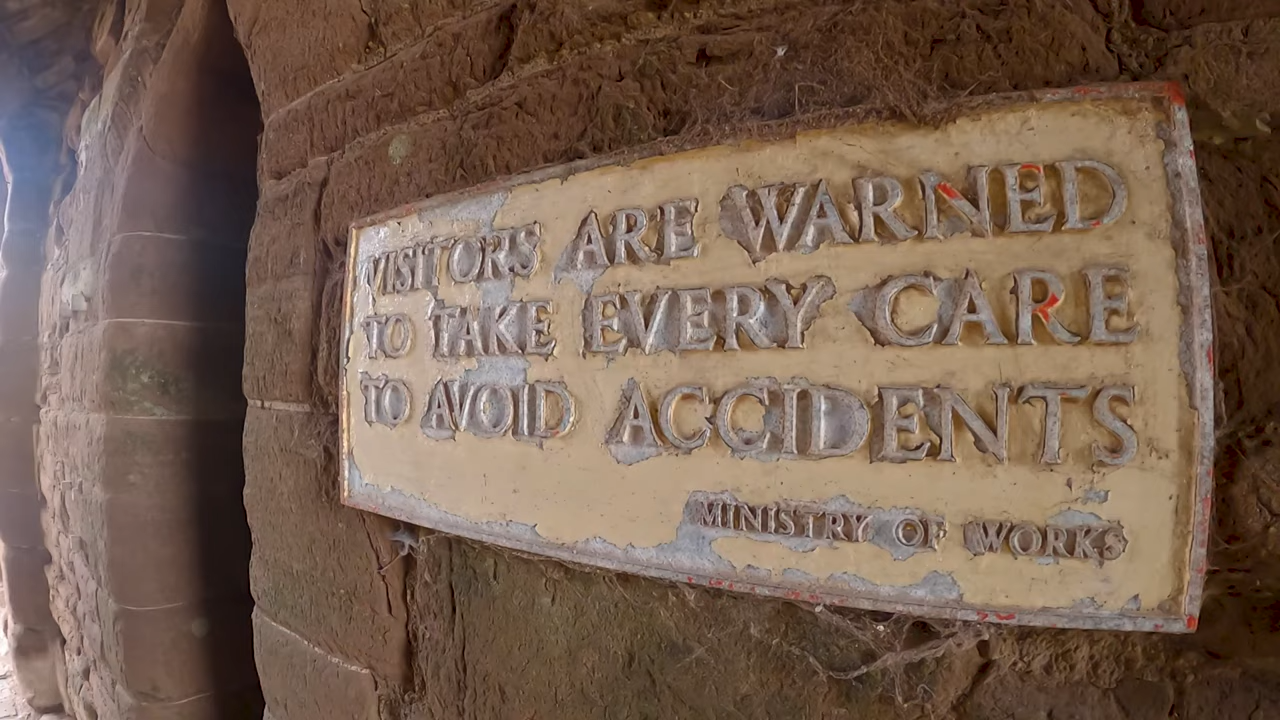 VISITORS ARE WARNED
TO TAKE EVERY CARE
TO AVOID ACCIDENTS
MINISTRY OF WORKS